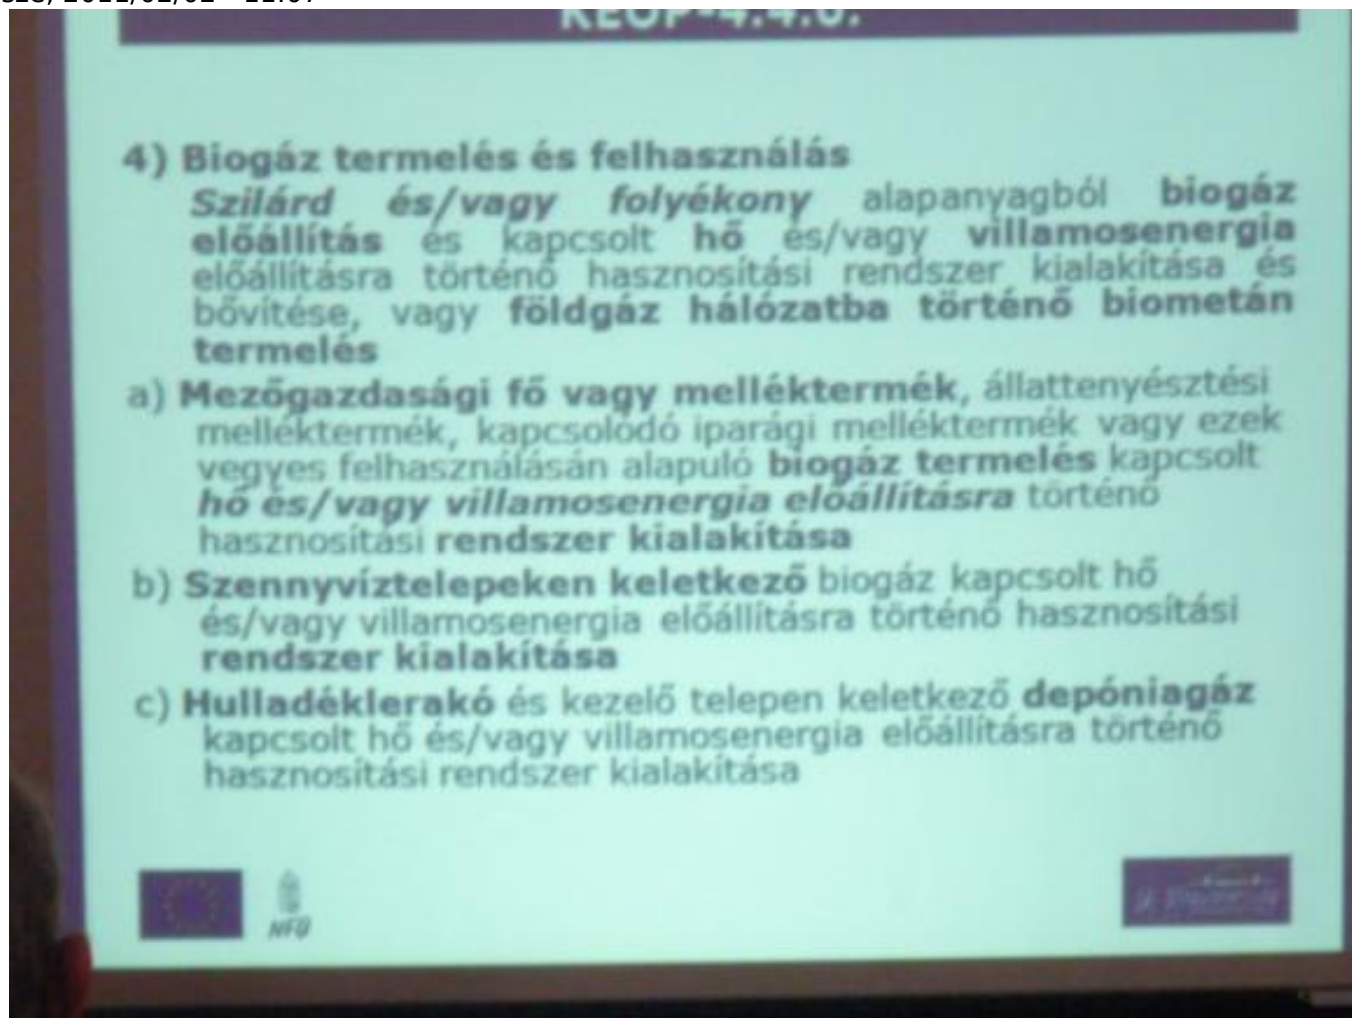 KEOP-4.4.0.
4) Biogáz termelés és felhasználás
Szilárd és/vagy folyékony alapanyagból biogáz
előállítás és kapcsolt hő és/vagy villamosenergia
előállításra történő hasznosítási rendszer kialakítása és
bővítése, vagy földgáz hálózatba történő biometán
termelés
a) Mezőgazdasági fő vagy melléktermék, állattenyésztési
melléktermék, kapcsolódó iparági melléktermék vagy ezek
vegyes felhasználásán alapuló biogáz termelés kapcsolt
hő és/vagy villamosenergia előállításra történő
hasznosítási rendszer kialakítása
b) Szennyvíztelepeken keletkező biogáz kapcsolt hő
és/vagy villamosenergia előállításra történő hasznosítási
rendszer kialakítása
c) Hulladéklerakó és kezelő telepen keletkező depóniagáz
kapcsolt hő és/vagy villamosenergia előállításra történő
hasznosítási rendszer kialakítása
NFÜ